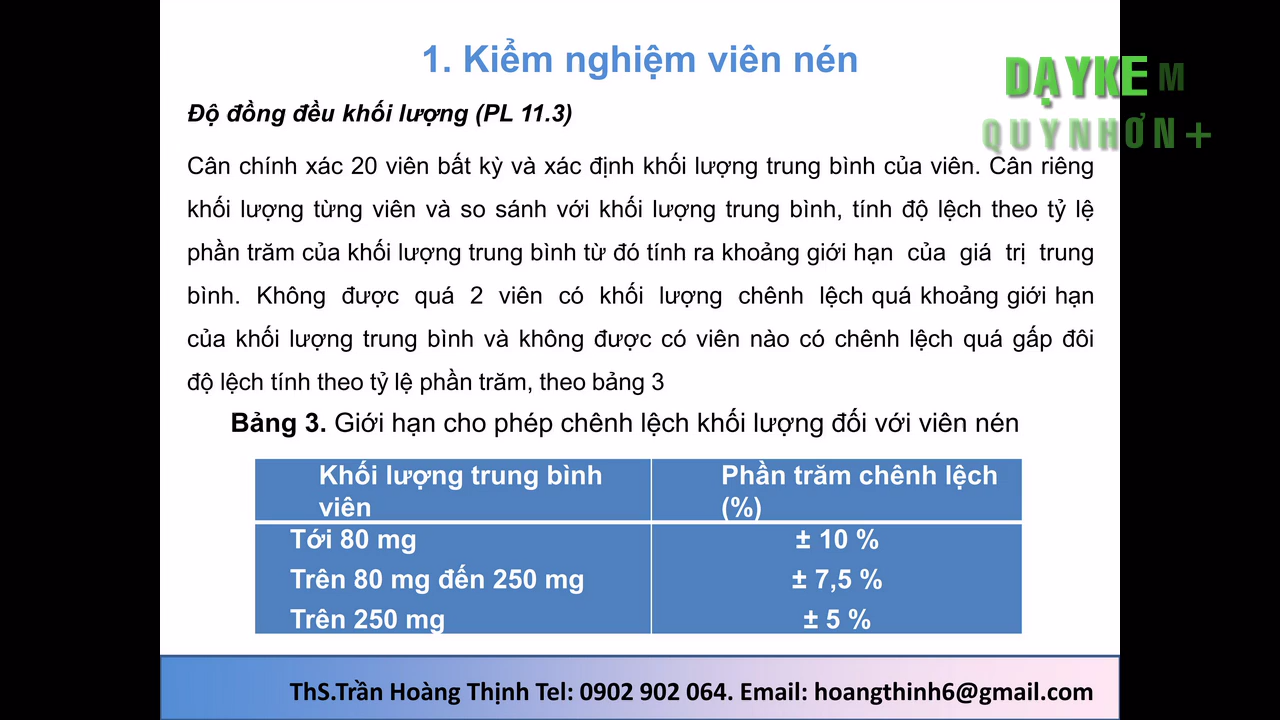 1. Kiểm nghiệm viên nén
DẠYKEM
QUYNHƠN+
Độ đồng đều khối lượng (PL 11.3)
Cân chính xác 20 viên bất kỳ và xác định khối lượng trung bình của viên. Cân riêng
khối lượng từng viên và so sánh với khối lượng trung bình, tính độ lệch theo tỷ lệ
phần trăm của khối lượng trung bình từ đó tính ra khoảng giới hạn của giá trị trung
bình. Không được quá 2 viên có khối lượng chênh lệch quá khoảng giới hạn
của khối lượng trung bình và không được có viên nào có chênh lệch quá gấp đôi
độ lệch tính theo tỷ lệ phần trăm, theo bảng 3
Bảng 3. Giới hạn cho phép chênh lệch khối lượng đối với viên nén
Khối lượng trung bình
viên
Phần trăm chênh lệch
(%)
Tới 80 mg
± 10 %
Trên 80 mg đến 250 mg
± 7,5 %
Trên 250 mg
± 5 %
ThS.Trần Hoàng Thịnh Tel: 0902 902 064. Email: hoangthinh6@gmail.com